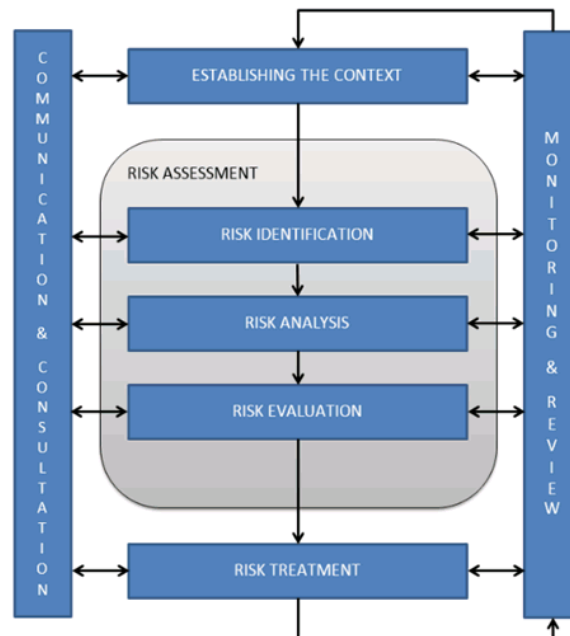 ESTABLISHING THE CONTEXT
RISK ASSESSMENT
RISK IDENTIFICATION
RISK ANALYSIS
RISK EVALUATION
RISK TREATMENT
COMMUNICATION & CONSULTATION
MONITORING & REVIEW